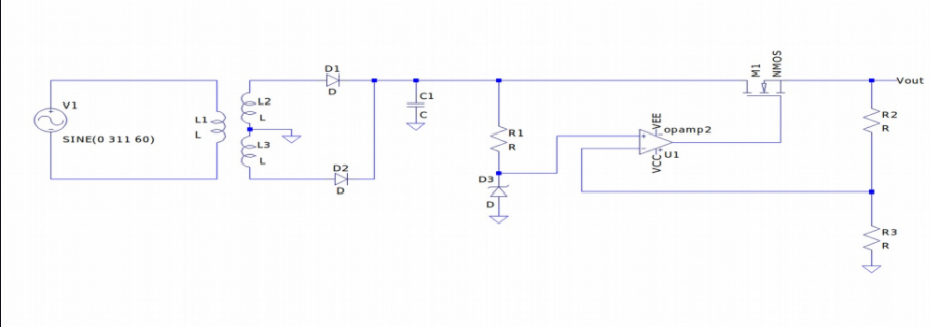 V1
SINE(0 311 60)
L1
L
L2
L
L3
L
D1
D
D2
D
C1
C
R1
R
D3
D
VEE
opamp2
U1
VCC
M1
NMOS
Vout
R2
R
R3
R